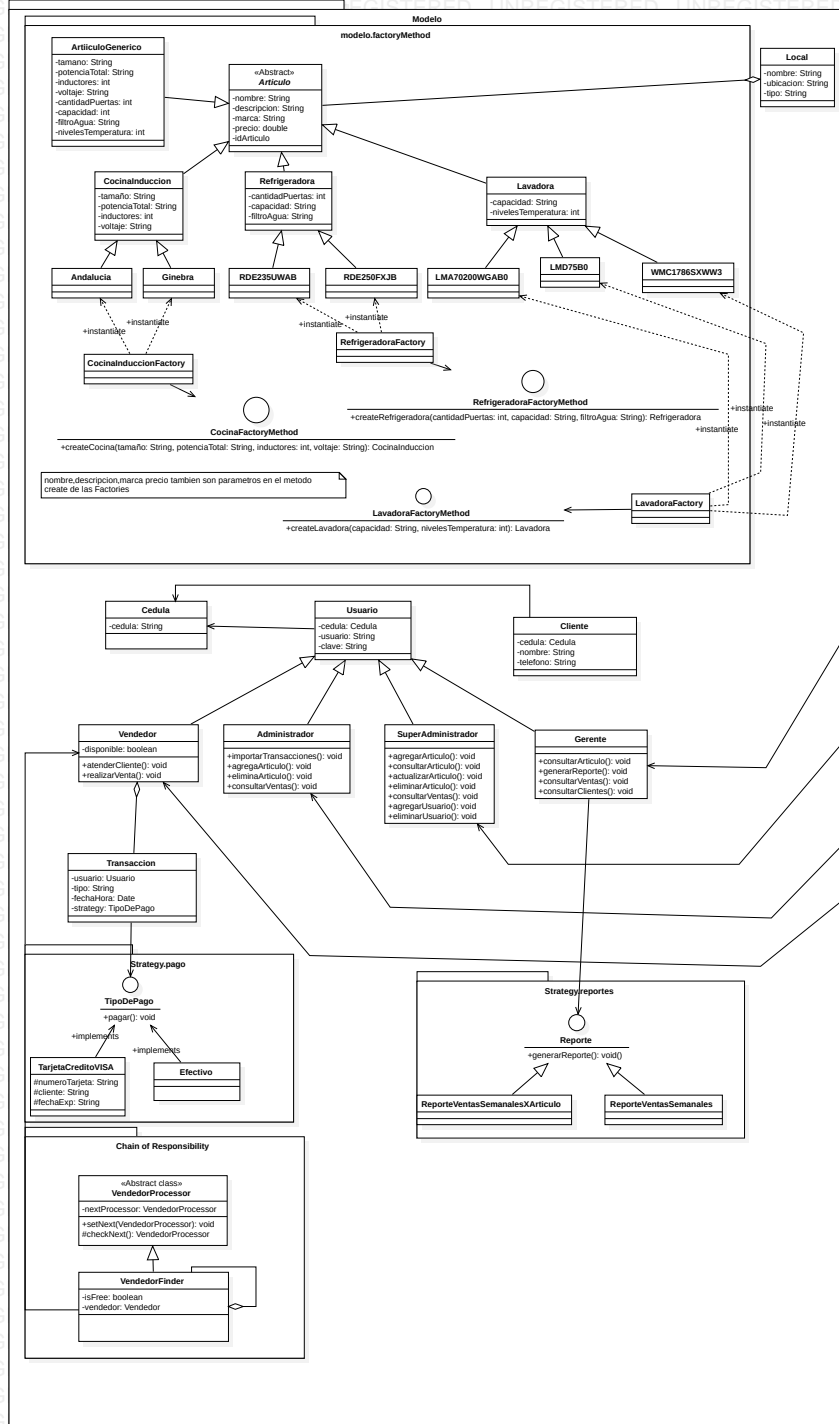 UNREGISTERED UNREGISTERED UNREGISTERED
Modelo
modelo.factoryMethod
ArtiiculoGenerico
-tamano: String
-potenciaTotal: String
-inductores: int
-voltaje: String
-cantidadPuertas: int
-capacidad: int
-filtroAgua: String
-nivelesTemperatura: int
«Abstract»
Articulo
-nombre: String
-descripcion: String
-marca: String
-precio: double
-idArticulo
Local
-nombre: String
-ubicacion: String
-tipo: String
CocinaInduccion
-tamaño: String
-potenciaTotal: String
-inductores: int
-voltaje: String
Refrigeradora
-cantidadPuertas: int
-capacidad: String
-filtroAgua: String
Lavadora
-capacidad: String
-nivelesTemperatura: int
Andalucia
Ginebra
RDE235UWAB
RDE250FXJB
LMA70200WGAB0
LMD75B0
WMC1786SXWW3
+instantiate
+instantiate
+instantiate
+instantiate
CocinaInduccionFactory
RefrigeradoraFactory
RefrigeradoraFactoryMethod
+createRefrigeradora(cantidadPuertas: int, capacidad: String, filtroAgua: String): Refrigeradora
+instantiate
+instantiate
+instantiate
CocinaFactoryMethod
+createCocina(tamaño: String, potenciaTotal: String, inductores: int, voltaje: String): CocinaInduccion
nombre,descripcion,marca precio tambien son parametros en el metodo
create de las Factories
LavadoraFactory
LavadoraFactoryMethod
+createLavadora(capacidad: String, nivelesTemperatura: int): Lavadora
Cedula
-cedula: String
Usuario
-cedula: Cedula
-usuario: String
-clave: String
Cliente
-cedula: Cedula
-nombre: String
-telefono: String
Vendedor
-disponible: boolean
+atenderCliente(): void
+realizarVenta(): void
Administrador
+importarTransacciones(): void
+agregaArticulo(): void
+eliminaArticulo(): void
+consultarVentas(): void
SuperAdministrador
+agregarArticulo(): void
+consultarArticulo(): void
+actualizarArticulo(): void
+eliminarArticulo(): void
+consultarVentas(): void
+agregarUsuario(): void
+eliminarUsuario(): void
Gerente
+consultarArticulo(): void
+generarReporte(): void
+consultarVentas(): void
+consultarClientes(): void
Transaccion
-usuario: Usuario
-tipo: String
-fechaHora: Date
-strategy: TipoDePago
Strategy.pago
TipoDePago
+pagar(): void
+implements
+implements
TarjetaCreditoVISA
#numeroTarjeta: String
#cliente: String
#fechaExp: String
Efectivo
Strategy.reportes
Reporte
+generarReporte(): void()
ReporteVentasSemanalesXArticulo
ReporteVentasSemanales
Chain of Responsibility
«Abstract class»
VendedorProcessor
-nextProcessor: VendedorProcessor
+setNext(VendedorProcessor): void
#checkNext(): VendedorProcessor
VendedorFinder
-isFree: boolean
-vendedor: Vendedor